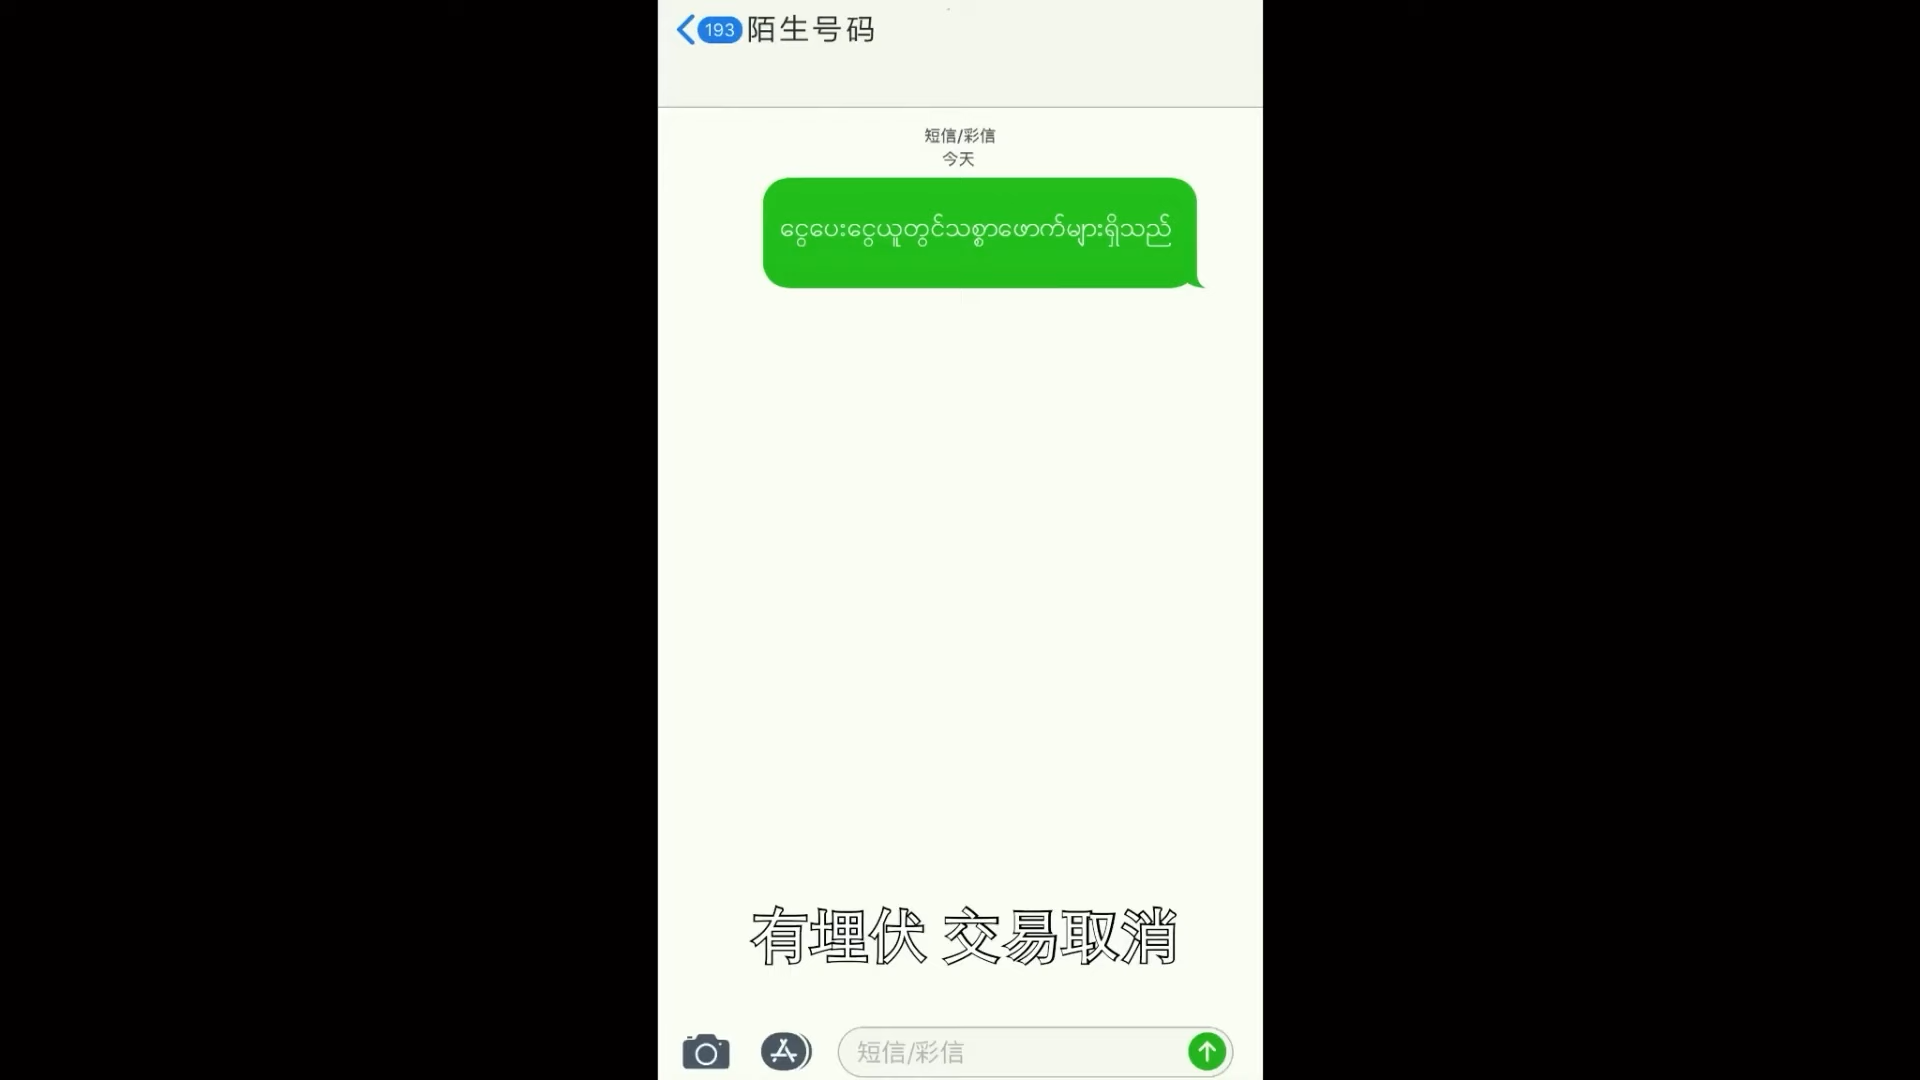 193 陌生号码
短信/彩信
今天
ငွေပေးငွေယူတွင်သစ္စာဖောက်များရှိသည်
有埋伏 交易取消
短信/彩信